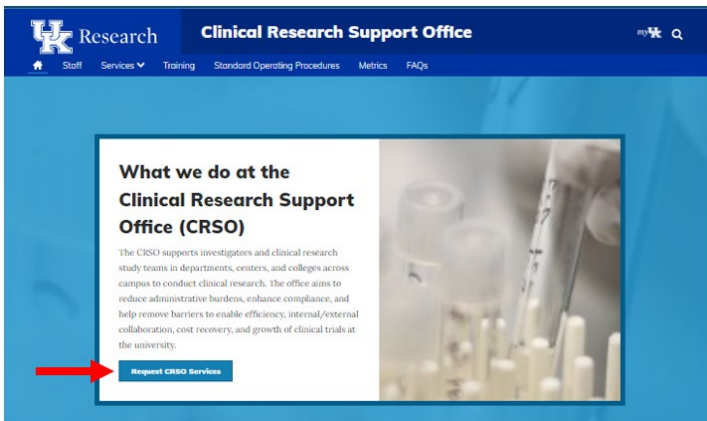 UK Research
Clinical Research Support Office
myUK
Staff Services Training Standard Operating Procedures Metrics FAQs
What we do at the
Clinical Research Support
Office (CRSO)
The CRSO supports investigators and clinical research
study teams in departments, centers, and colleges across
campus to conduct clinical research. The office aims to
reduce administrative burdens, enhance compliance, and
help remove barriers to enable efficiency, internal/external
collaboration, cost recovery, and growth of clinical trials at
the university.
Request CRSO Services